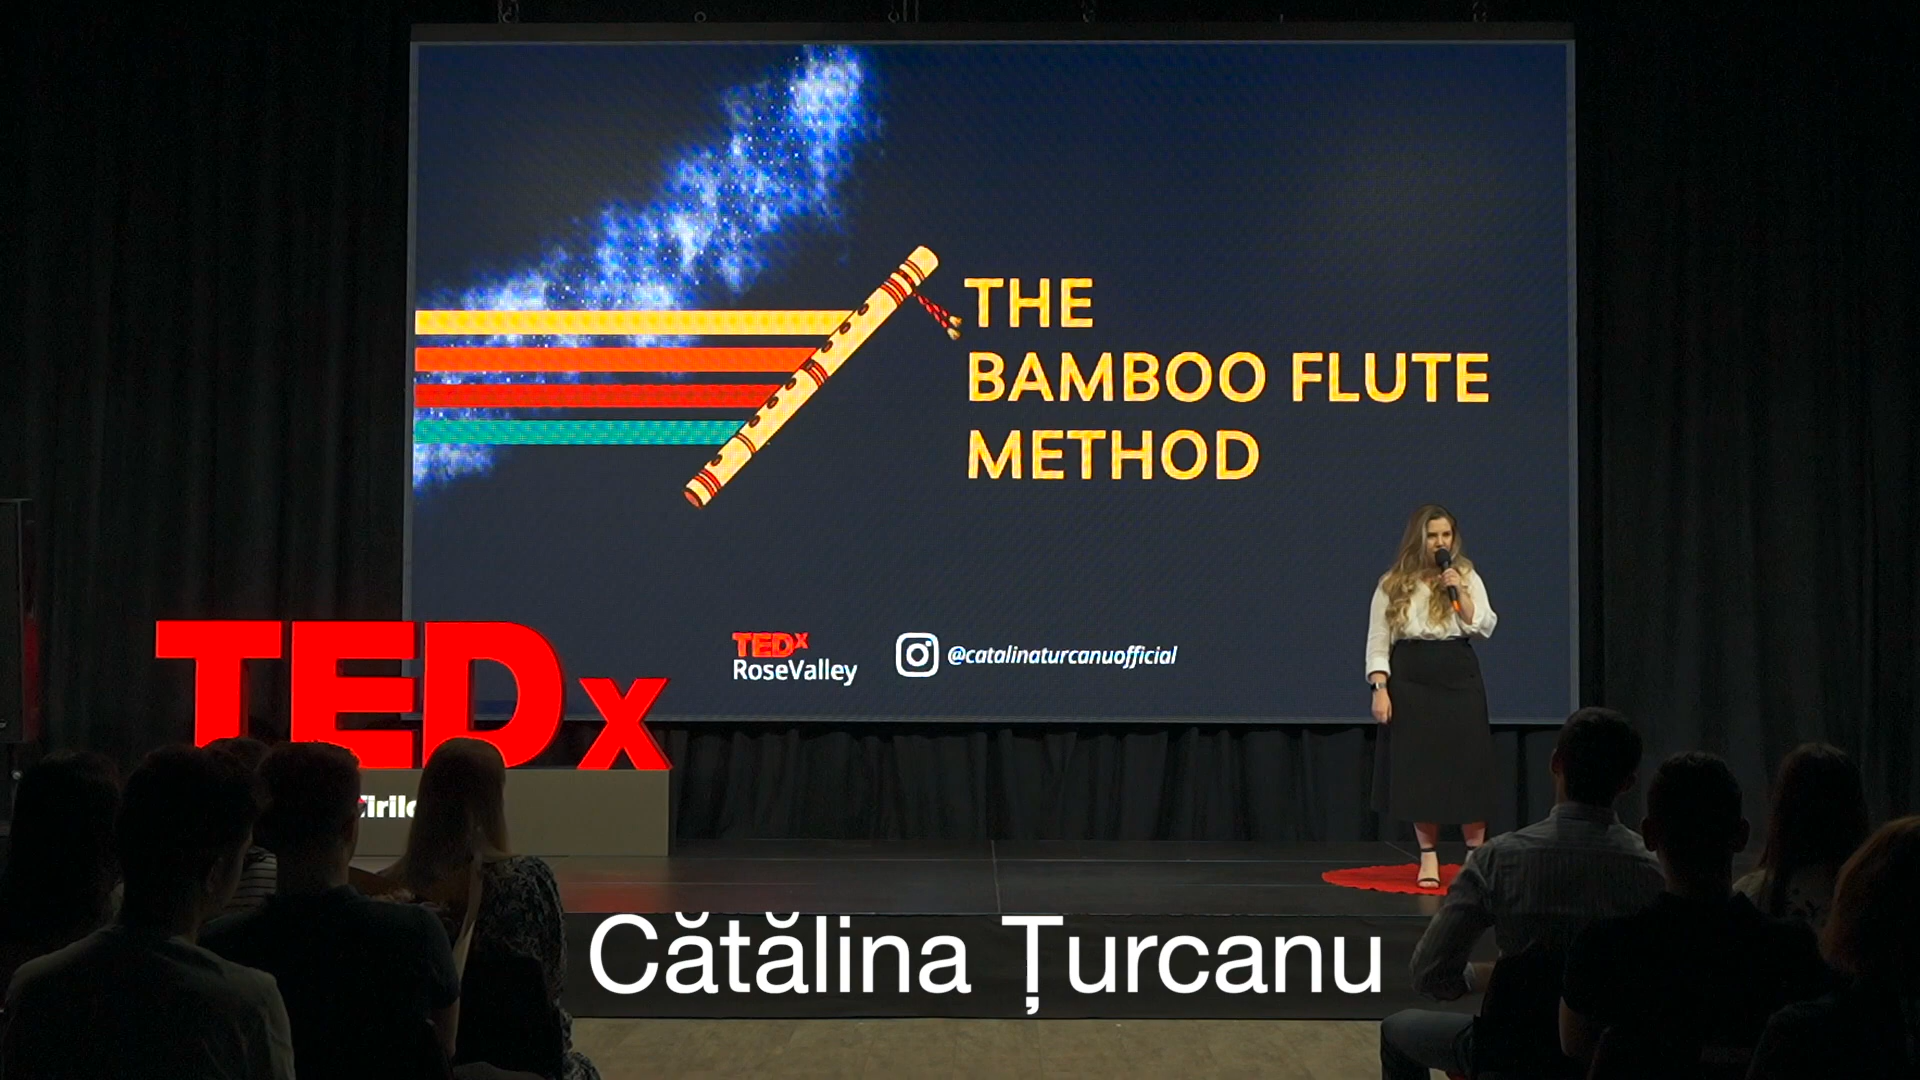 THE
BAMBOO FLUTE
METHOD
TEDx
RoseValley
@catalinaturcanuofficial
TEDx
Cătălina Țurcanu